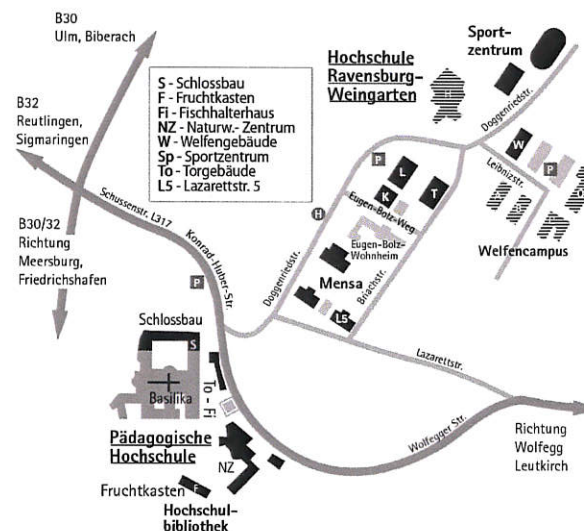 B30
Ulm, Biberach
B32
Reutlingen,
Sigmaringen
B30/32
Richtung
Meersburg,
Friedrichshafen
S - Schlossbau
F - Fruchtkasten
Fi - Fischhalterhaus
NZ - Naturw.- Zentrum
W - Welfengebäude
Sp - Sportzentrum
To - Torgebäude
L5 - Lazarettstr. 5
Hochschule
Ravensburg-
Weingarten
Sport-
zentrum
Doggenriedstr.
Leibnizstr.
W
P
Welfencampus
P
L
K
T
Eugen-Bolz-Weg
Eugen-Bolz-
Wohnheim
H
Doggenriedstr.
Mensa
Briachstr.
L5
Schussenstr. L317
Konrad-Huber-Str.
P
Lazarettstr.
Schlossbau
S
Basilika
To - Fi
Pädagogische
Hochschule
NZ
Fruchtkasten
F
Hochschul-
bibliothek
Wolfegger Str.
Richtung
Wolfegg
Leutkirch